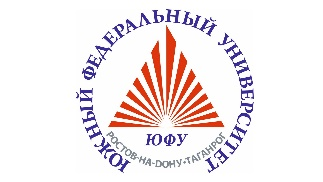 ЮЖНЫЙ ФЕДЕРАЛЬНЫЙ УНИВЕРСИТЕТ
ЮФУ
РОСТОВ-НА-ДОНУ-ТАГАНРОГ